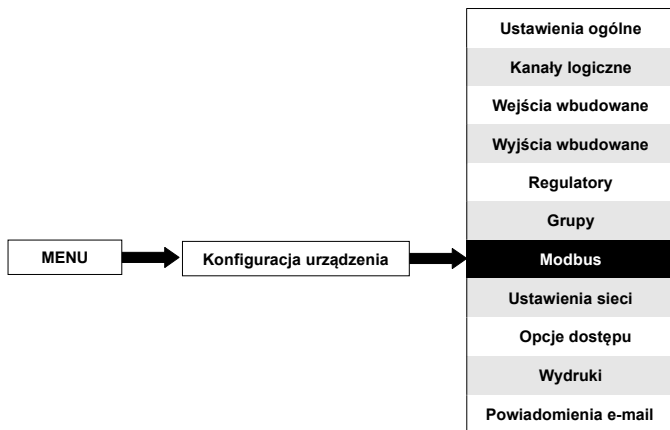 MENU
Konfiguracja urządzenia
Ustawienia ogólne
Kanały logiczne
Wejścia wbudowane
Wyjścia wbudowane
Regulatory
Grupy
Modbus
Ustawienia sieci
Opcje dostępu
Wydruki
Powiadomienia e-mail